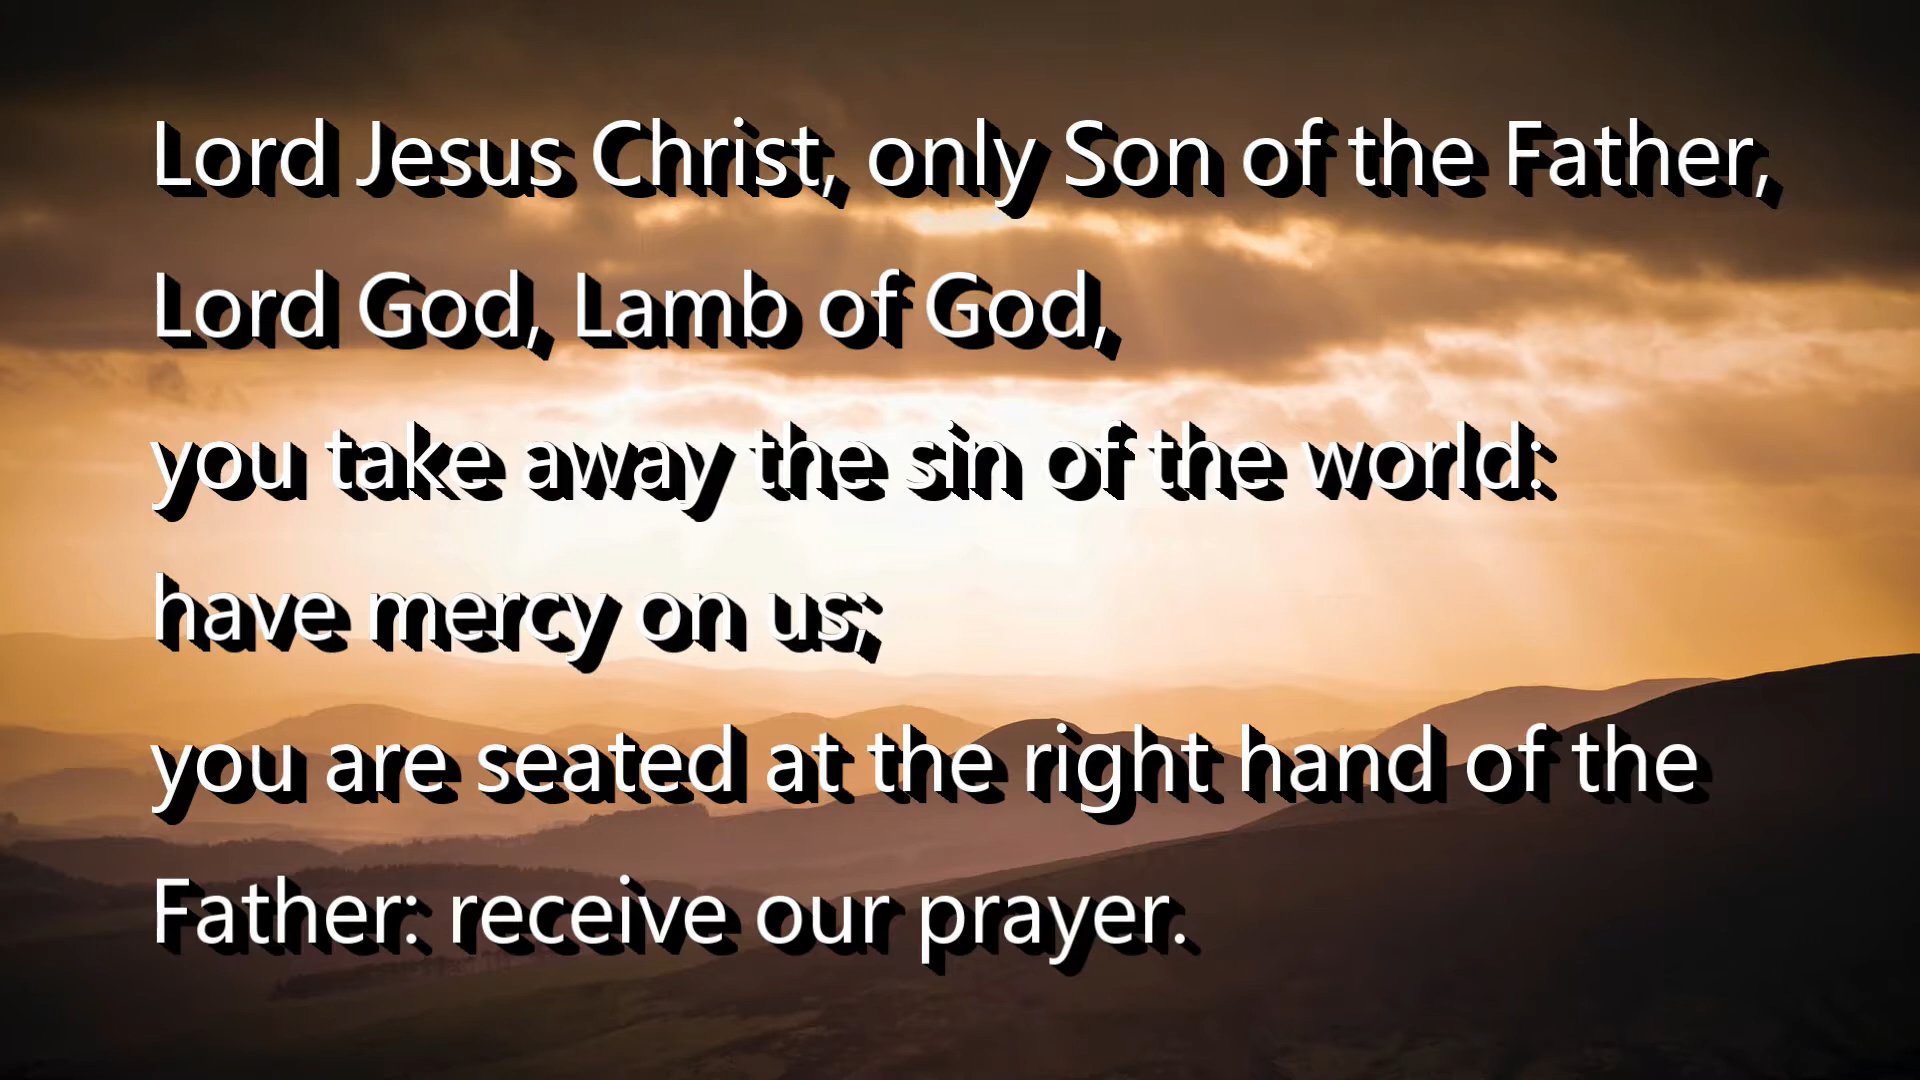 Lord Jesus Christ, only Son of the Father,
Lord God, Lamb of God,
you take away the sin of the world:
have mercy on us;
you are seated at the right hand of the
Father: receive our prayer.